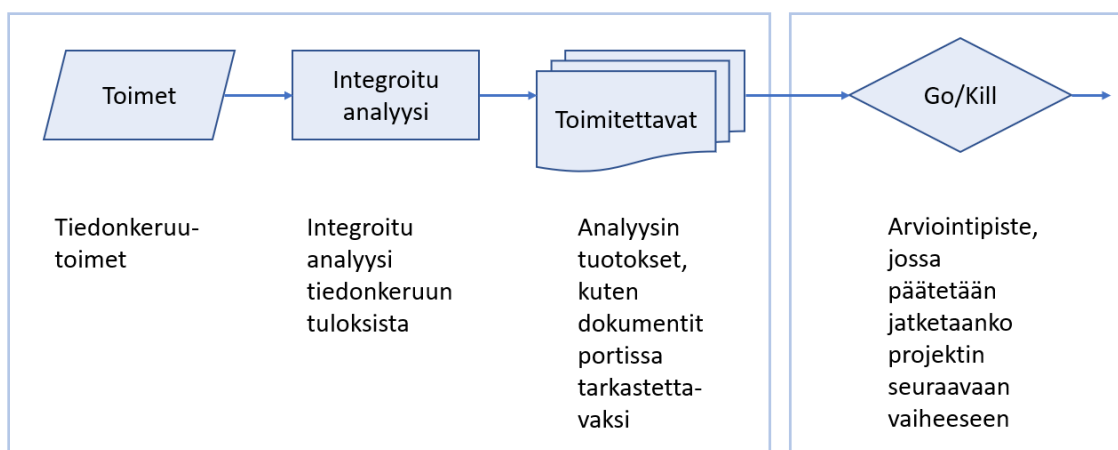 Toimet
Integroitu
analyysi
Toimitettavat
Go/Kill
Tiedonkeruu-
toimet
Integroitu
analyysi
tiedonkeruun
tuloksista
Analyysin
tuotokset,
kuten
dokumentit
portissa
tarkastetta-
vaksi
Arviointipiste,
jossa
päätetään
jatketaanko
projektin
seuraavaan
vaiheeseen